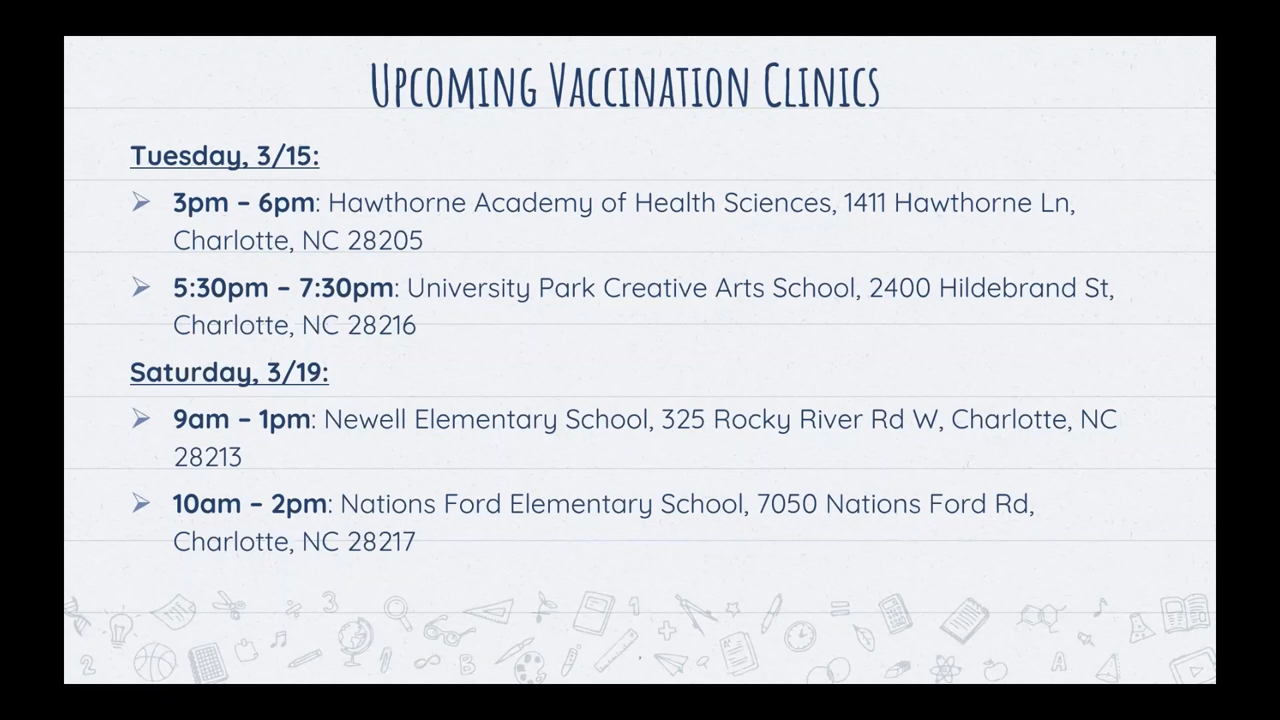 Upcoming Vaccination Clinics
Tuesday, 3/15:
➢ 3pm – 6pm: Hawthorne Academy of Health Sciences, 1411 Hawthorne Ln,
Charlotte, NC 28205
➢ 5:30pm – 7:30pm: University Park Creative Arts School, 2400 Hildebrand St,
Charlotte, NC 28216
Saturday, 3/19:
➢ 9am – 1pm: Newell Elementary School, 325 Rocky River Rd W, Charlotte, NC
28213
➢ 10am – 2pm: Nations Ford Elementary School, 7050 Nations Ford Rd,
Charlotte, NC 28217